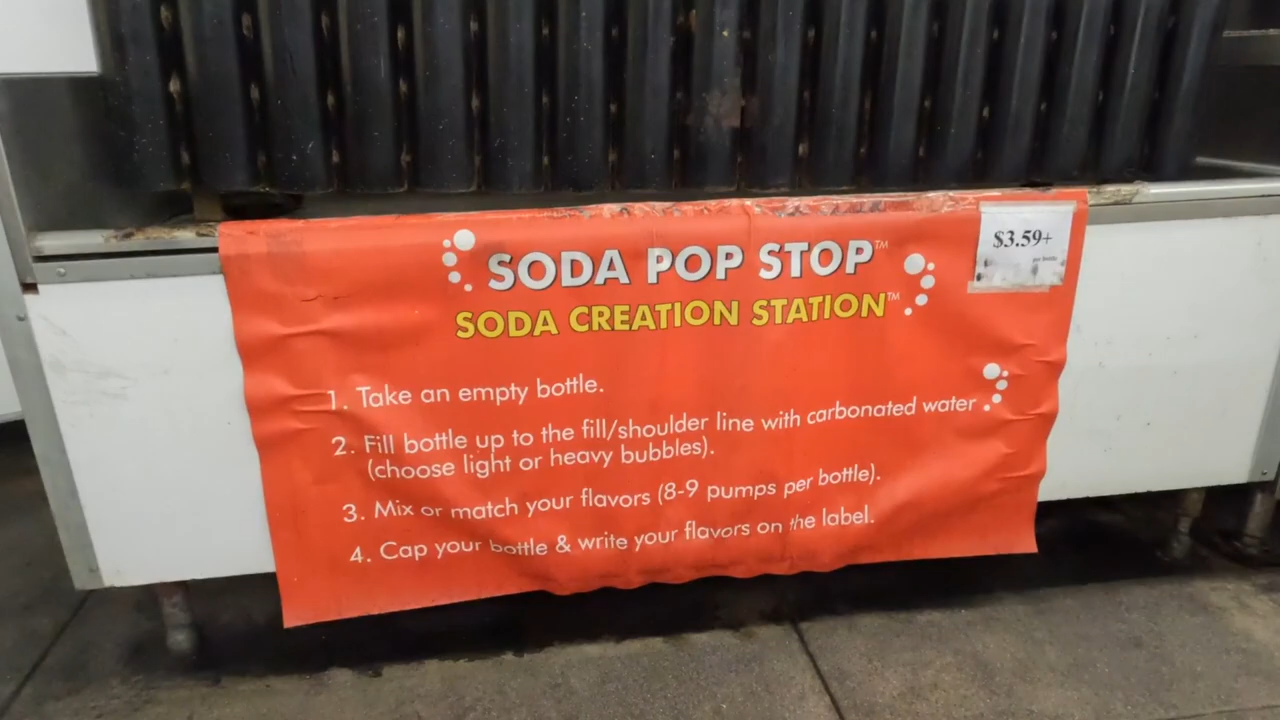 $3.59+
per bottle
SODA POP STOP™
SODA CREATION STATION™
1. Take an empty bottle.
2. Fill bottle up to the fill/shoulder line with carbonated water
(choose light or heavy bubbles).
3. Mix or match your flavors (8-9 pumps per bottle).
4. Cap your bottle & write your flavors on the label.